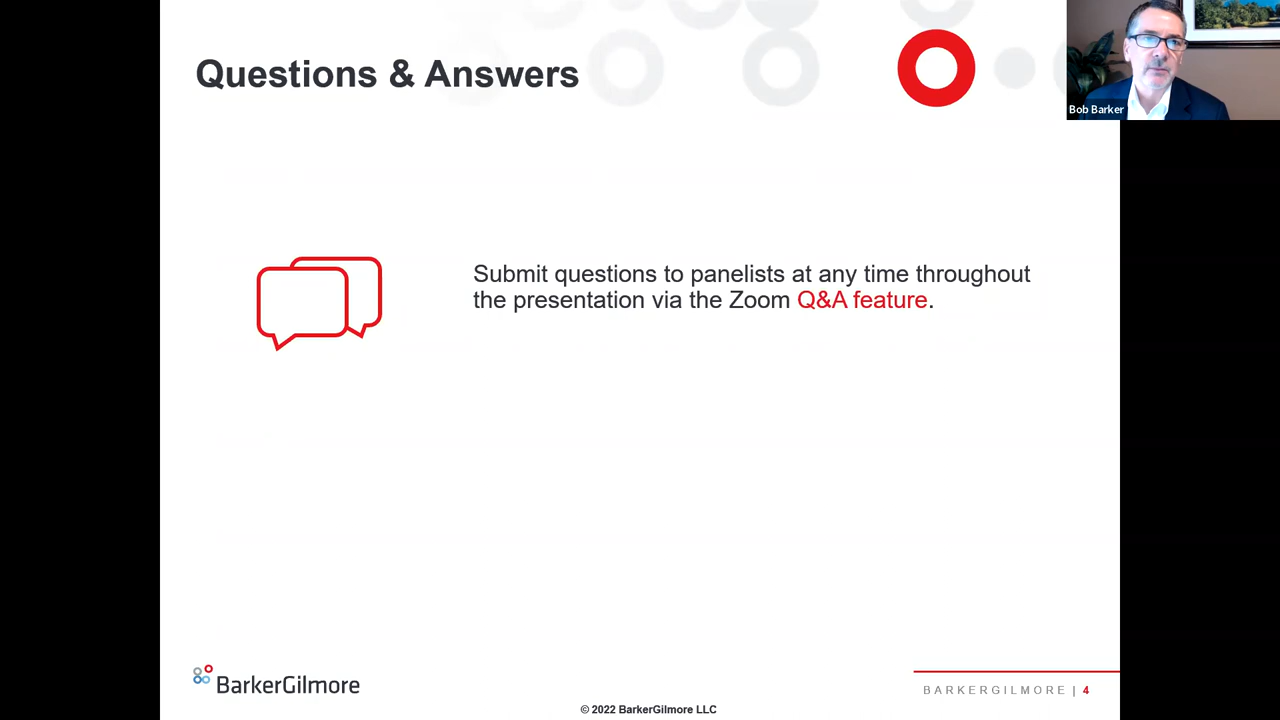 Questions & Answers
Bob Barker
Submit questions to panelists at any time throughout
the presentation via the Zoom Q&A feature.
BarkerGilmore
BARKERGILMORE | 4
© 2022 BarkerGilmore LLC